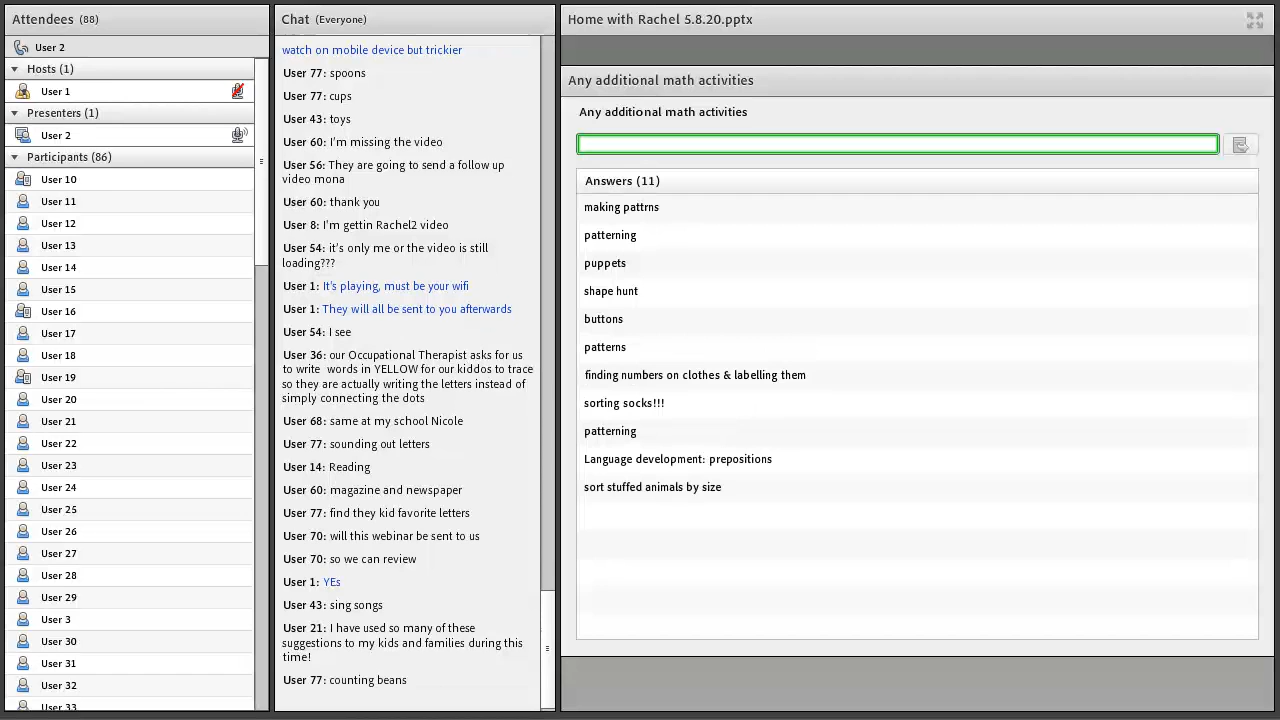 Attendees (88)
User 2
Hosts (1)
User 1
Presenters (1)
User 2
Participants (86)
User 10
User 11
User 12
User 13
User 14
User 15
User 16
User 17
User 18
User 19
User 20
User 21
User 22
User 23
User 24
User 25
User 26
User 27
User 28
User 29
User 3
User 30
User 31
User 32
User 33
Chat (Everyone)
watch on mobile device but trickier
User 77: spoons
User 77: cups
User 43: toys
User 60: I'm missing the video
User 56: They are going to send a follow up
video mona
User 60: thank you
User 8: I'm gettin Rachel2 video
User 54: it's only me or the video is still
loading???
User 1: It's playing, must be your wifi
User 1: They will all be sent to you afterwards
User 54: I see
User 36: our Occupational Therapist asks for us
to write words in YELLOW for our kiddos to trace
so they are actually writing the letters instead of
simply connecting the dots
User 68: same at my school Nicole
User 77: sounding out letters
User 14: Reading
User 60: magazine and newspaper
User 77: find they kid favorite letters
User 70: will this webinar be sent to us
User 70: so we can review
User 1: YEs
User 43: sing songs
User 21: I have used so many of these
suggestions to my kids and families during this
time!
User 77: counting beans
Home with Rachel 5.8.20.pptx
Any additional math activities
Any additional math activities
Answers (11)
making pattrns
patterning
puppets
shape hunt
buttons
patterns
finding numbers on clothes & labelling them
sorting socks!!!
patterning
Language development: prepositions
sort stuffed animals by size